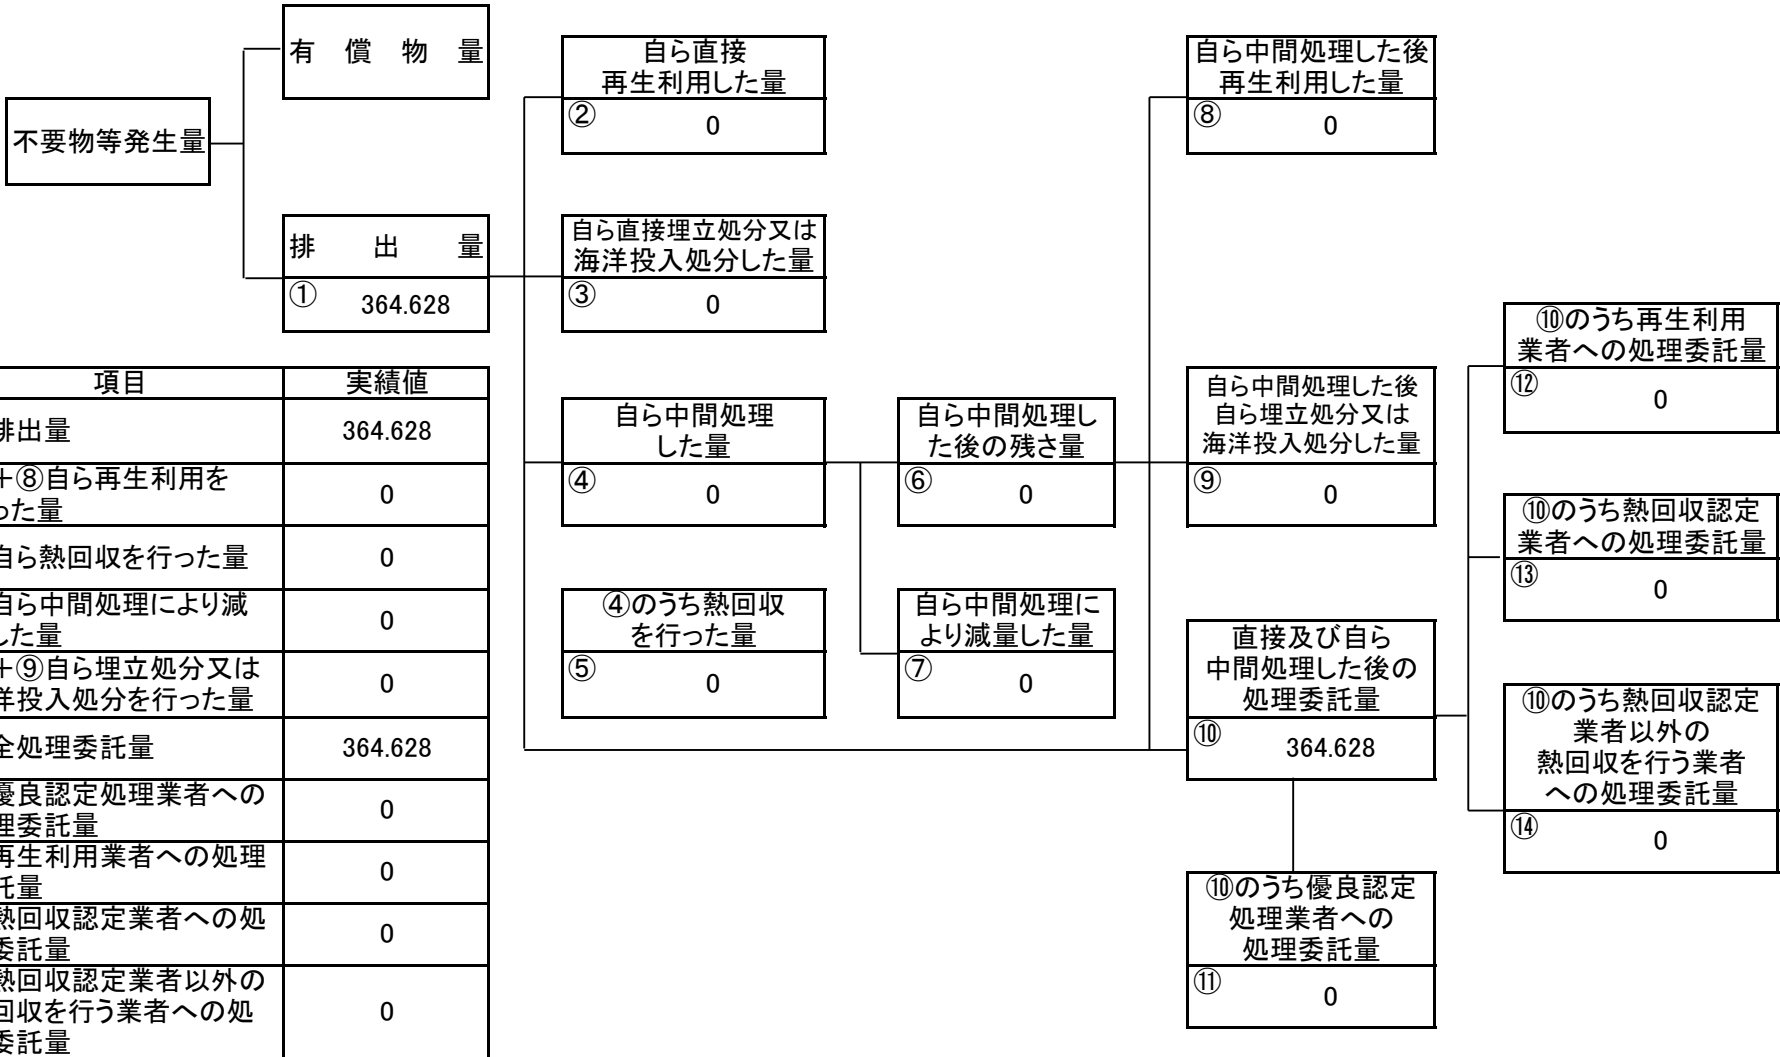 有償物量
不要物等発生量
排出量
① 364.628
自ら直接
再生利用した量
② 0
自ら直接埋立処分又は
海洋投入処分した量
③ 0
自ら中間処理
した量
④ 0
④のうち熱回収
を行った量
⑤ 0
自ら中間処理し
た後の残さ量
⑥ 0
自ら中間処理に
より減量した量
⑦ 0
自ら中間処理した後
再生利用した量
⑧ 0
自ら中間処理した後
自ら埋立処分又は
海洋投入処分した量
⑨ 0
直接及び自ら
中間処理した後の
処理委託量
⑩ 364.628
⑩のうち優良認定
処理業者への
処理委託量
⑪ 0
⑩のうち再生利用
業者への処理委託量
⑫ 0
⑩のうち熱回収認定
業者への処理委託量
⑬ 0
⑩のうち熱回収認定
業者以外の
熱回収を行う業者
への処理委託量
⑭ 0
項目 実績値
排出量 364.628
+⑧自ら再生利用を
った量 0
自ら熱回収を行った量 0
自ら中間処理により減
した量 0
+⑨自ら埋立処分又は
洋投入処分を行った量 0
全処理委託量 364.628
優良認定処理業者への
理委託量 0
再生利用業者への処理
託量 0
熱回収認定業者への処
委託量 0
熱回収認定業者以外の
回収を行う業者への処
委託量 0